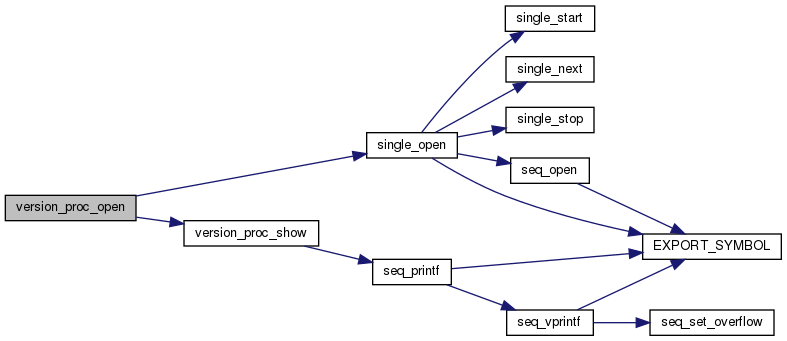 single_start
single_next
single_stop
single_open
seq_open
version_proc_open
version_proc_show
EXPORT_SYMBOL
seq_printf
seq_vprintf
seq_set_overflow